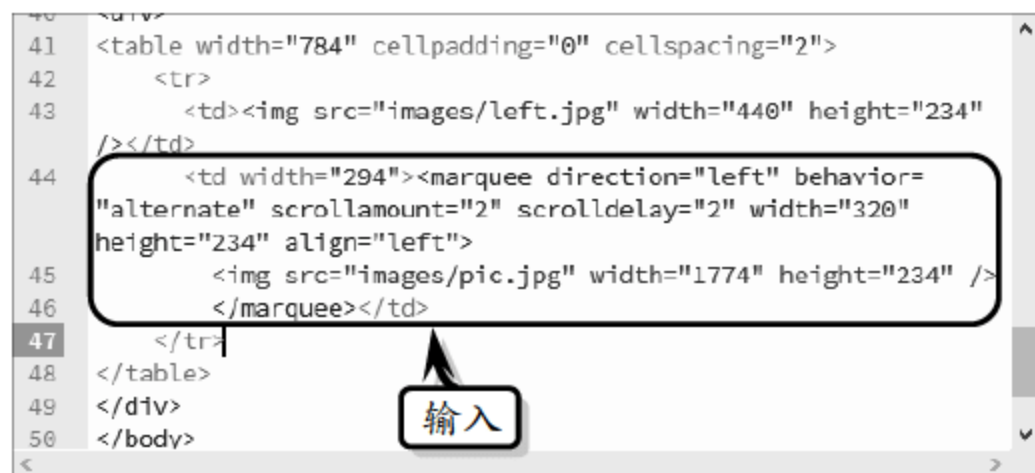 40 <div>
41 <table width="784" cellpadding="0" cellspacing="2">
42 <tr>
43 <td><img src="images/left.jpg" width="440" height="234"
/></td>
44 <td width="294"><marquee direction="left" behavior=
"alternate" scrollamount="2" scrolldelay="2" width="320"
height="234" align="left">
45 <img src="images/pic.jpg" width="1774" height="234" />
46 </marquee></td>
47 </tr>
48 </table>
49 </div>
50 </body>
输入